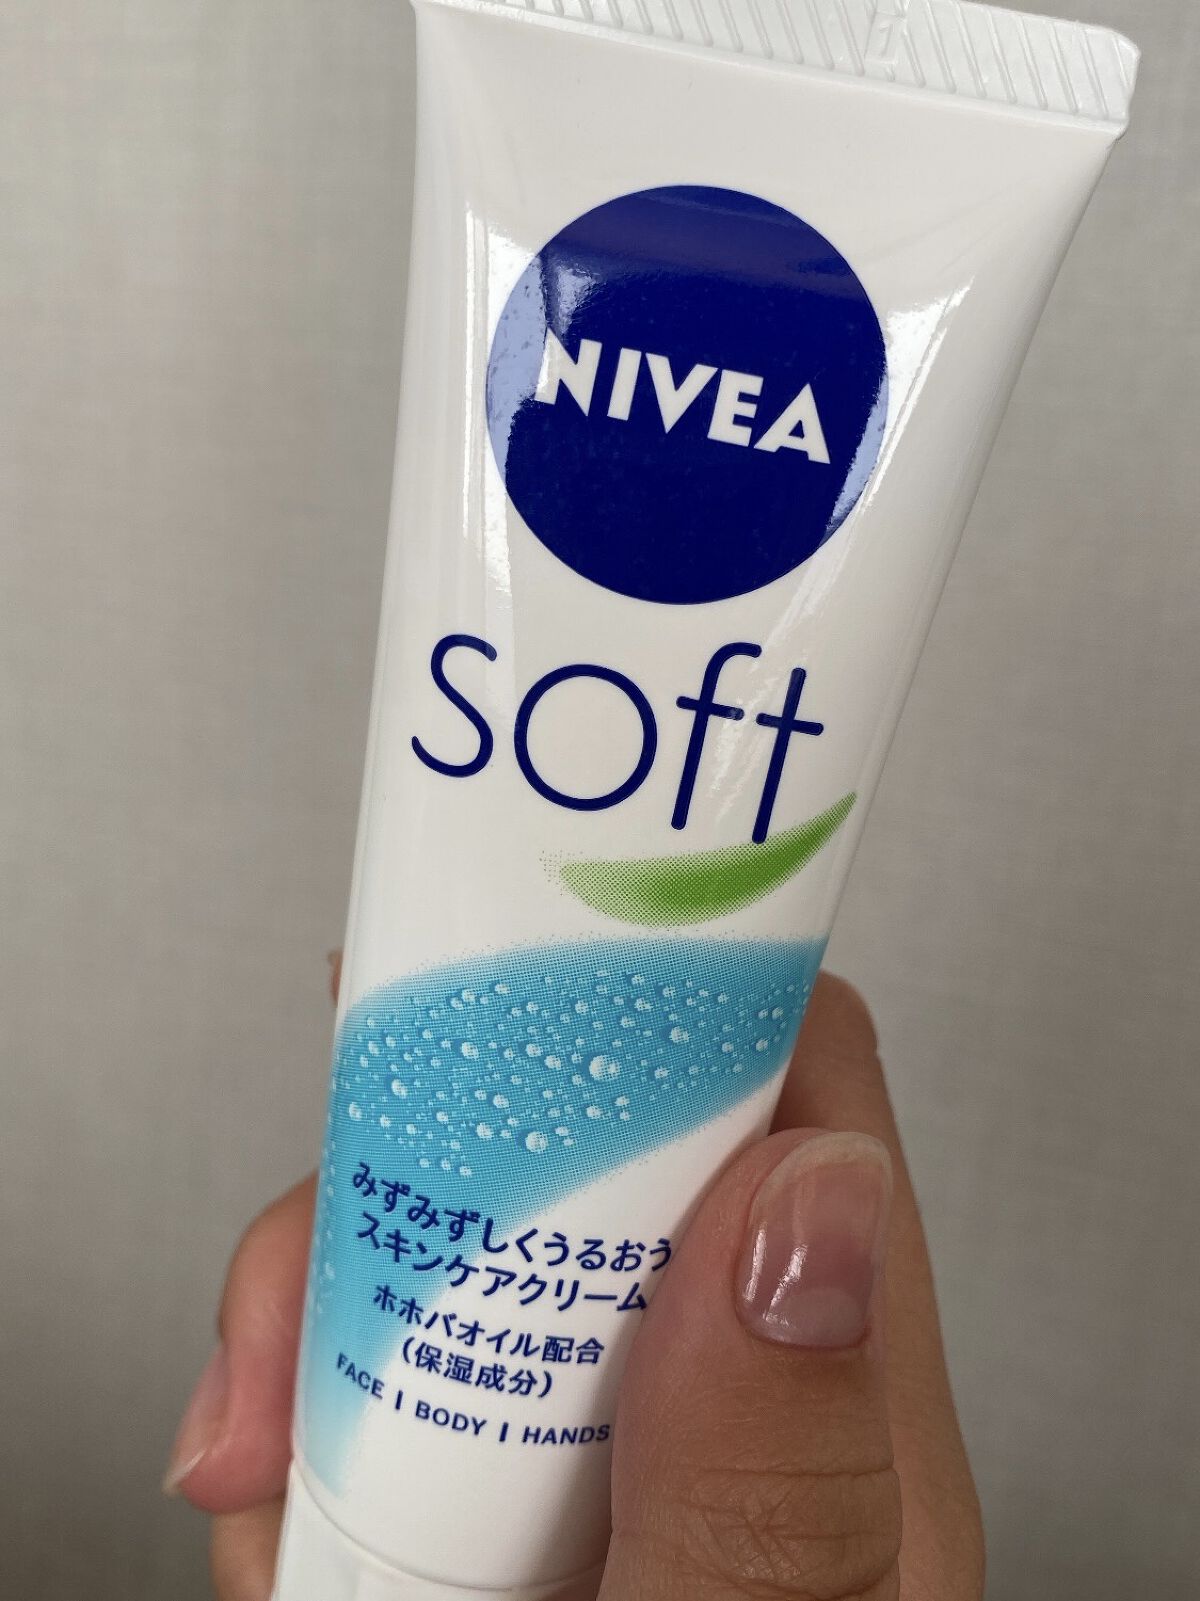 NIVEA
soft
みずみずしくうるおう
スキンケアクリーム
ホホバオイル配合
(保湿成分)
FACE | BODY | HANDS